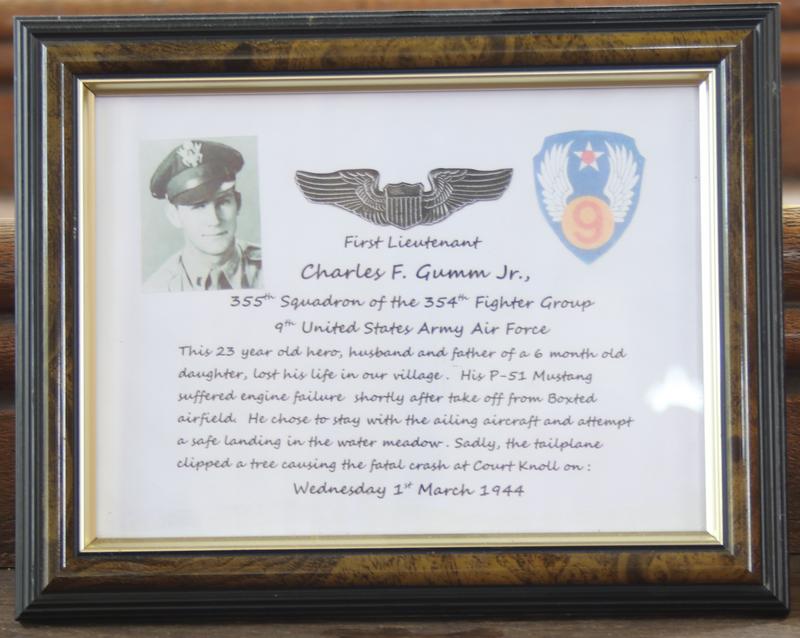 9
First Lieutenant
Charles F. Gumm Jr.,
355th Squadron of the 354th Fighter Group
9th United States Army Air Force
This 23 year old hero, husband and father of a 6 month old
daughter, lost his life in our village. His P-51 Mustang
suffered engine failure shortly after take off from Boxted
airfield. He chose to stay with the ailing aircraft and attempt
a safe landing in the water meadow. Sadly, the tailplane
clipped a tree causing the fatal crash at Court Knoll on:
Wednesday 1st March 1944